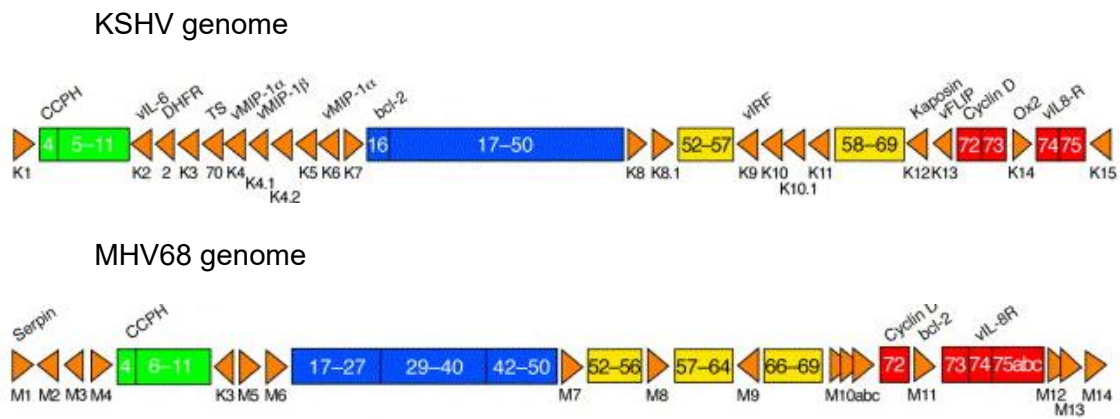 KSHV genome
CCPH vIL-6 DHFR TS vMIP-1α vMIP-1β vMIP-1α bcl-2 vIRF Kaposin vFLIP Cyclin D Ox2 vIL8-R
4 5–11 16 17–50 52–57 58–69 72 73 74 75
K1 K2 2 K3 70 K4 K4.1 K4.2 K5 K6 K7 K8 K8.1 K9 K10 K10.1 K11 K12 K13 K14 K15
MHV68 genome
Serpin CCPH Cyclin D bcl-2 vIL-8R
4 6–11 17–27 29–40 42–50 52–56 57–64 66–69 72 73 74 75abc
M1 M2 M3 M4 K3 M5 M6 M7 M8 M9 M10abc M11 M12 M13 M14